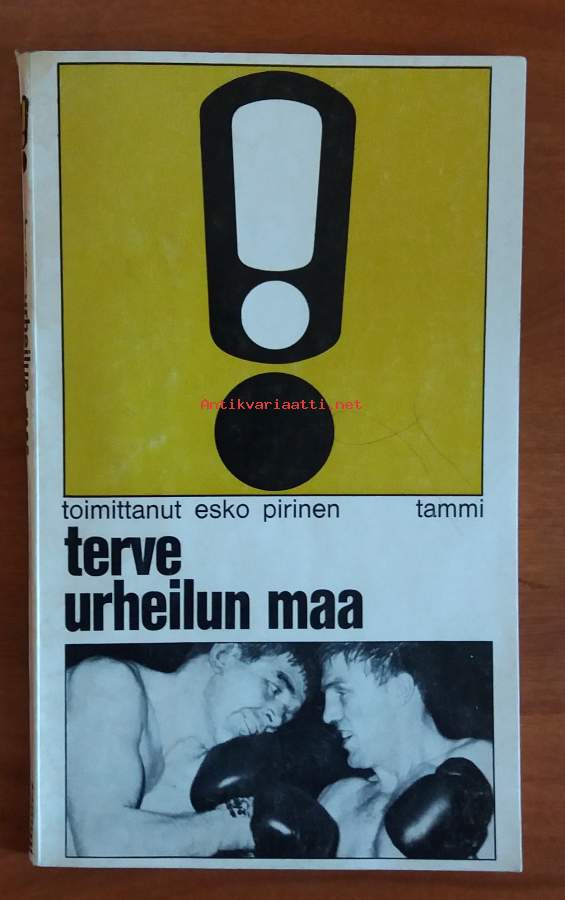 Antikvariaatti.net
toimittanut esko pirinen tammi
terve
urheilun maa